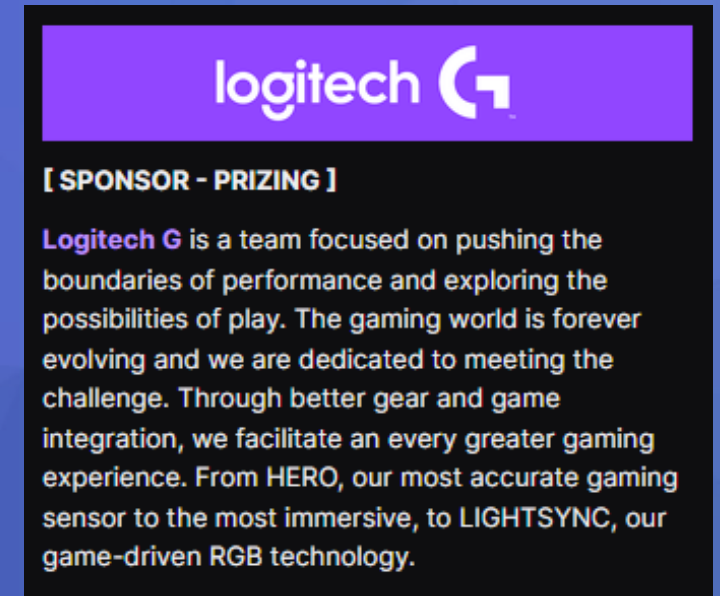 logitech G
[ SPONSOR - PRIZING ]
Logitech G is a team focused on pushing the
boundaries of performance and exploring the
possibilities of play. The gaming world is forever
evolving and we are dedicated to meeting the
challenge. Through better gear and game
integration, we facilitate an every greater gaming
experience. From HERO, our most accurate gaming
sensor to the most immersive, to LIGHTSYNC, our
game-driven RGB technology.